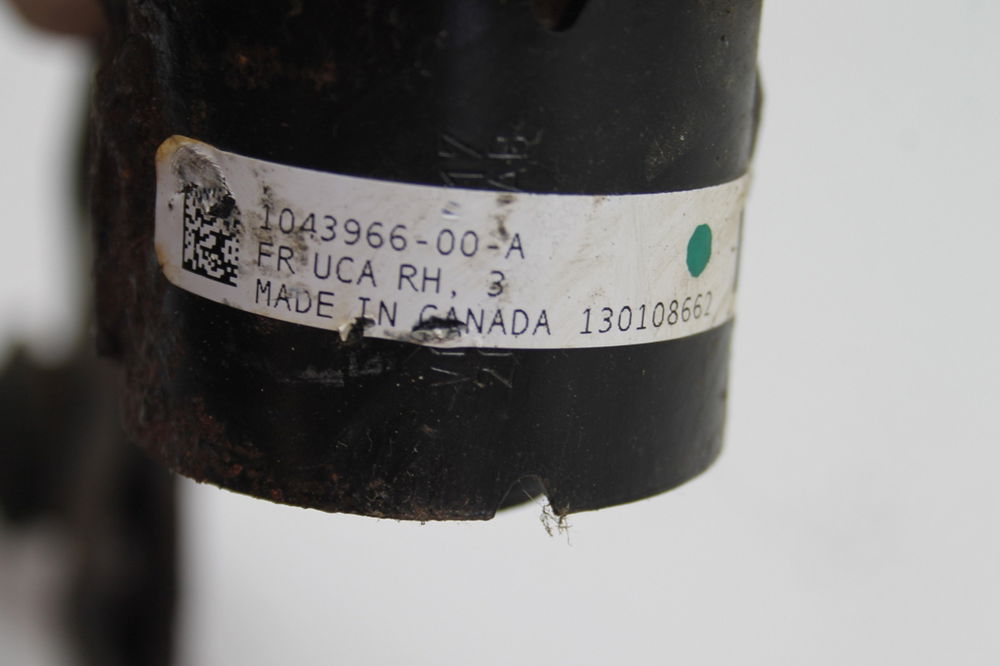 1043966-00-A
FR UCA RH, 3
MADE IN CANADA 130108662